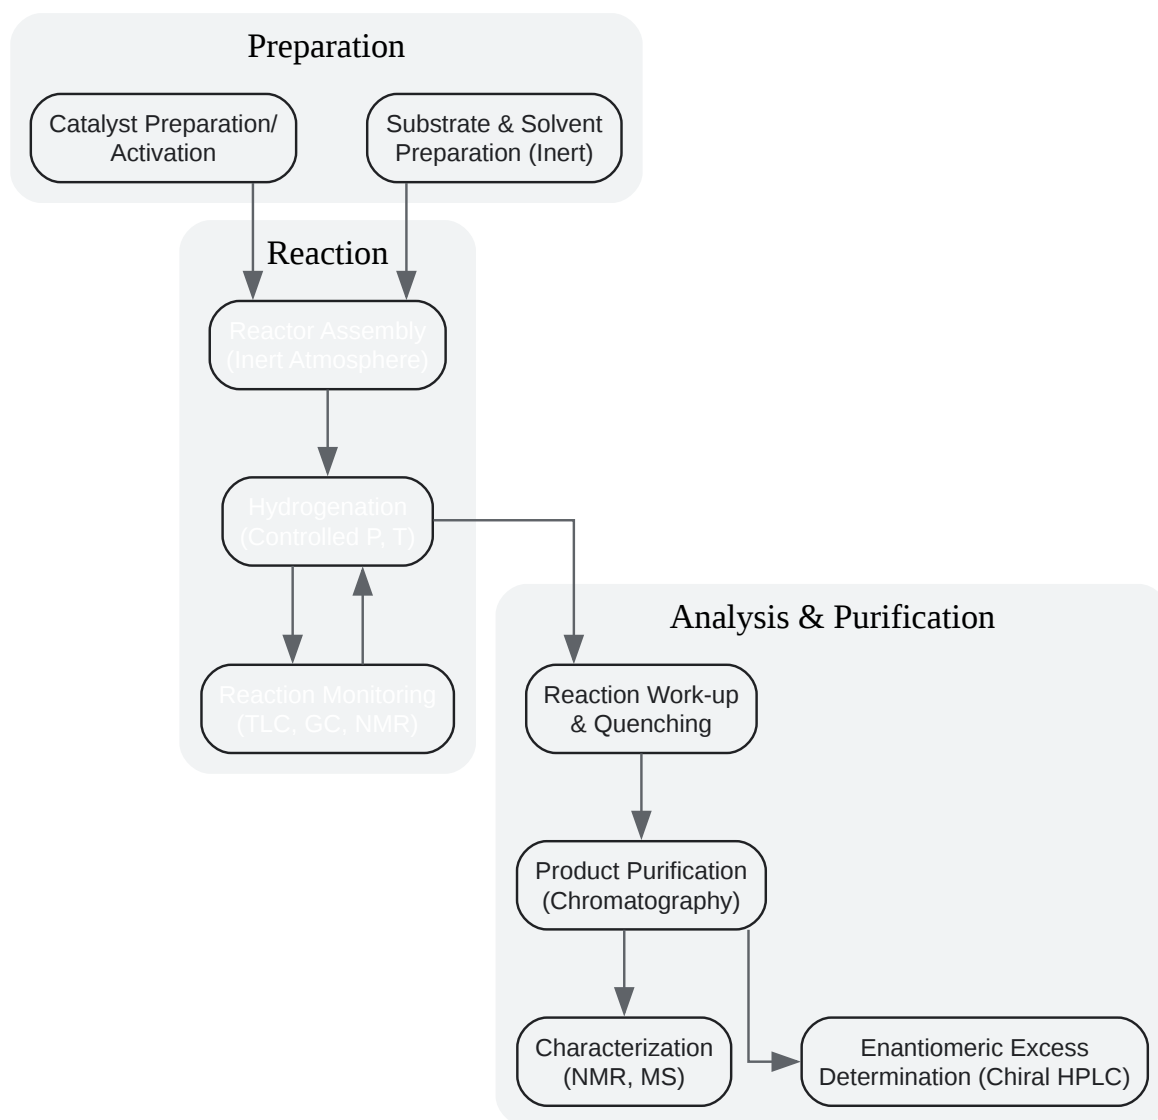 Preparation
Catalyst Preparation/
Activation
Substrate & Solvent
Preparation (Inert)
Reaction
Reactor Assembly
(Inert Atmosphere)
Hydrogenation
(Controlled P, T)
Reaction Monitoring
(TLC, GC, NMR)
Analysis & Purification
Reaction Work-up
& Quenching
Product Purification
(Chromatography)
Characterization
(NMR, MS)
Enantiomeric Excess
Determination (Chiral HPLC)